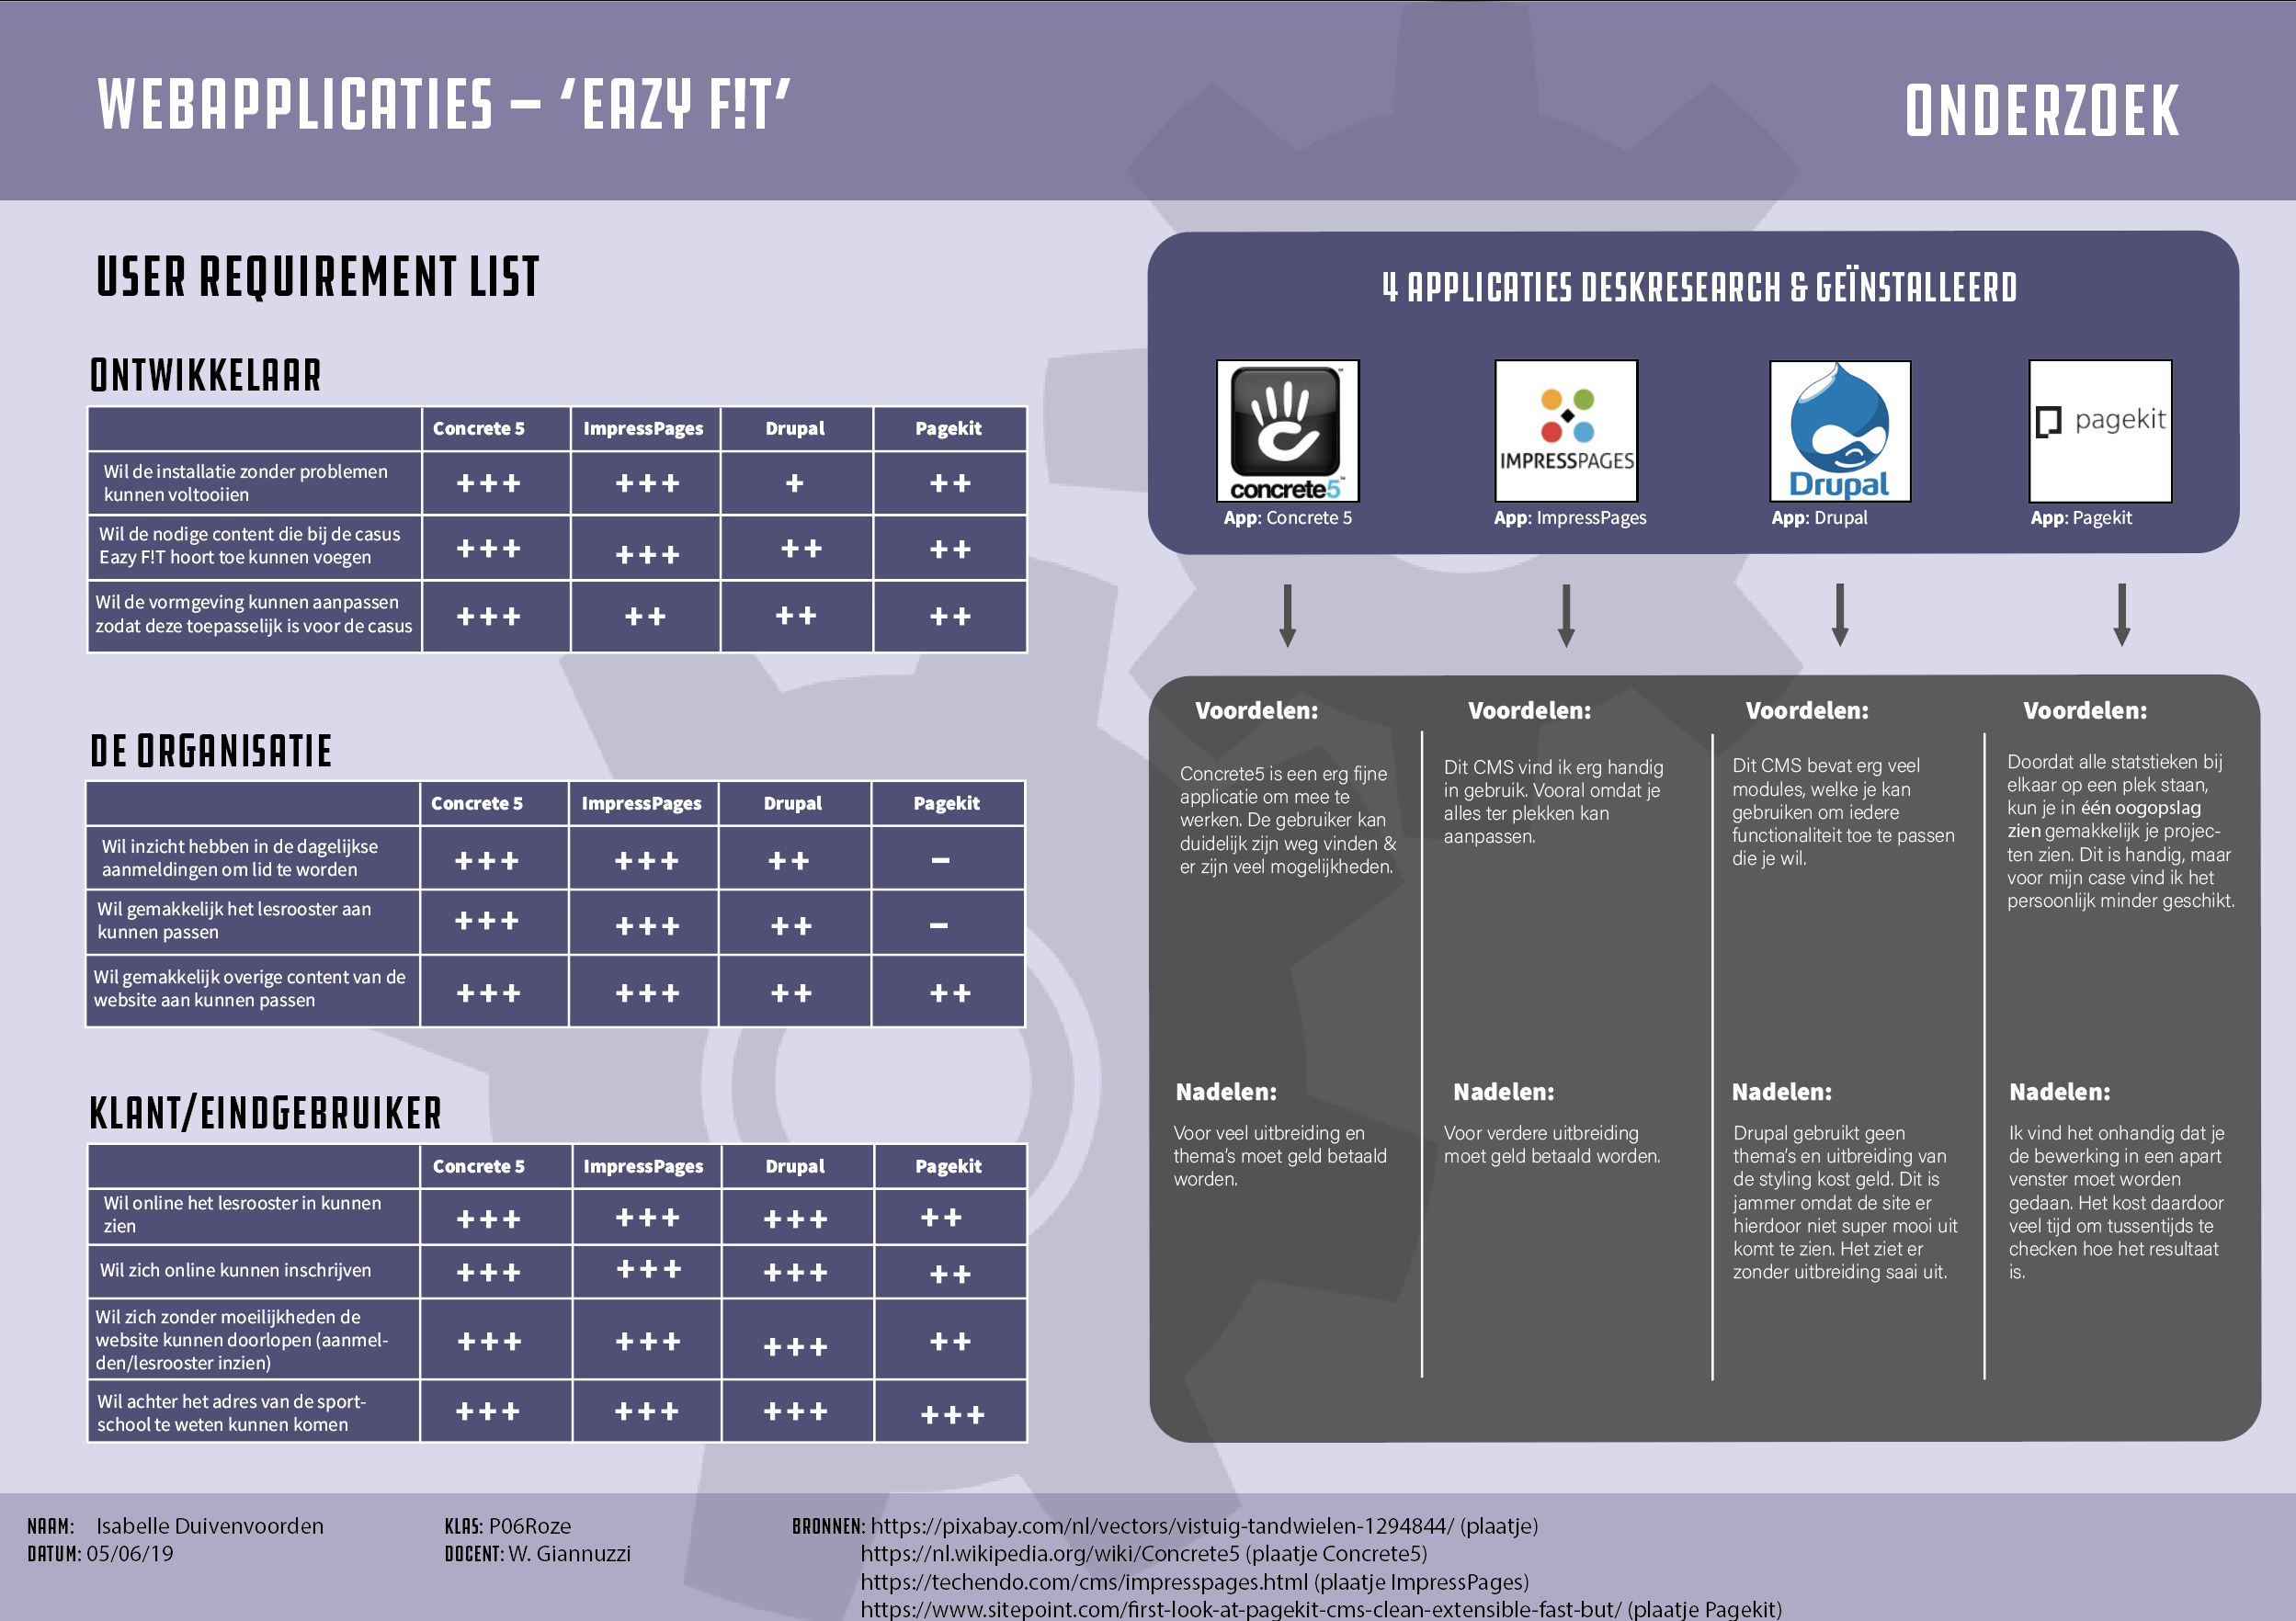 WEBAPPLICATIES – ‘EAZY F!T’
ONDERZOEK
USER REQUIREMENT LIST
ONTWIKKELAAR
Concrete 5 ImpressPages Drupal Pagekit
Wil de installatie zonder problemen
kunnen voltooiien
+++ +++ + ++
Wil de nodige content die bij de casus
Eazy F!T hoort toe kunnen voegen
+++ +++ ++ ++
Wil de vormgeving kunnen aanpassen
zodat deze toepasselijk is voor de casus
+++ ++ ++ ++
DE ORGANISATIE
Concrete 5 ImpressPages Drupal Pagekit
Wil inzicht hebben in de dagelijkse
aanmeldingen om lid te worden
+++ +++ ++ –
Wil gemakkelijk het lesrooster aan
kunnen passen
+++ +++ ++ –
Wil gemakkelijk overige content van de
website aan kunnen passen
+++ +++ ++ ++
KLANT/EINDGEBRUIKER
Concrete 5 ImpressPages Drupal Pagekit
Wil online het lesrooster in kunnen
zien
+++ +++ +++ ++
Wil zich online kunnen inschrijven
+++ +++ +++ ++
Wil zich zonder moeilijkheden de
website kunnen doorlopen (aanmel-
den/lesrooster inzien)
+++ +++ +++ ++
Wil achter het adres van de sport-
school te weten kunnen komen
+++ +++ +++ +++
4 APPLICATIES DESKRESEARCH & GEÏNSTALLEERD
concrete5™
IMPRESSPAGES
Drupal
pagekit
App: Concrete 5
App: ImpressPages
App: Drupal
App: Pagekit
Voordelen:
Concrete5 is een erg fijne
applicatie om mee te
werken. De gebruiker kan
duidelijk zijn weg vinden &
er zijn veel mogelijkheden.
Nadelen:
Voor veel uitbreiding en
thema’s moet geld betaald
worden.
Voordelen:
Dit CMS vind ik erg handig
in gebruik. Vooral omdat je
alles ter plekken kan
aanpassen.
Nadelen:
Voor verdere uitbreiding
moet geld betaald worden.
Voordelen:
Dit CMS bevat erg veel
modules, welke je kan
gebruiken om iedere
functionaliteit toe te passen
die je wil.
Nadelen:
Drupal gebruikt geen
thema’s en uitbreiding van
de styling kost geld. Dit is
jammer omdat de site er
hierdoor niet super mooi uit
komt te zien. Het ziet er
zonder uitbreiding saai uit.
Voordelen:
Doordat alle statstieken bij
elkaar op een plek staan,
kun je in één oogopslag
zien gemakkelijk je projec-
ten zien. Dit is handig, maar
voor mijn case vind ik het
persoonlijk minder geschikt.
Nadelen:
Ik vind het onhandig dat je
de bewerking in een apart
venster moet worden
gedaan. Het kost daardoor
veel tijd om tussentijds te
checken hoe het resultaat
is.
NAAM: Isabelle Duivenvoorden
DATUM: 05/06/19
KLAS: P06Roze
DOCENT: W. Giannuzzi
BRONNEN: https://pixabay.com/nl/vectors/vistuig-tandwielen-1294844/ (plaatje)
https://nl.wikipedia.org/wiki/Concrete5 (plaatje Concrete5)
https://techendo.com/cms/impresspages.html (plaatje ImpressPages)
https://www.sitepoint.com/first-look-at-pagekit-cms-clean-extensible-fast-but/ (plaatje Pagekit)